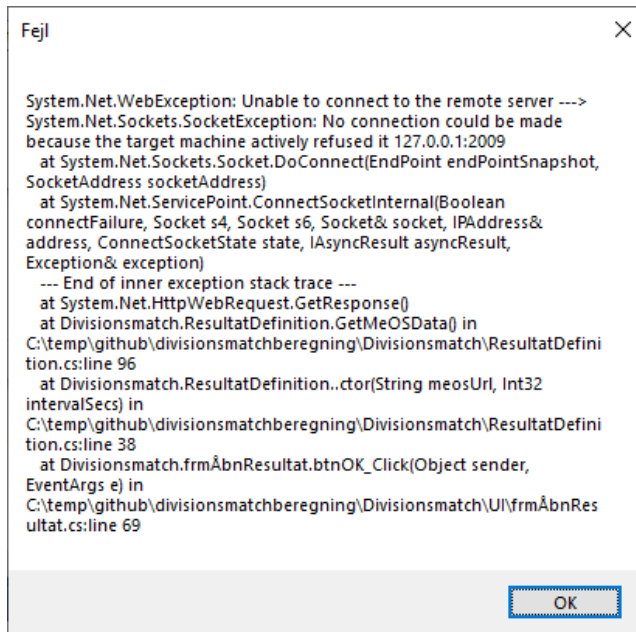 Fejl
System.Net.WebException: Unable to connect to the remote server --->
System.Net.Sockets.SocketException: No connection could be made
because the target machine actively refused it 127.0.0.1:2009
at System.Net.Sockets.Socket.DoConnect(EndPoint endPointSnapshot,
SocketAddress socketAddress)
at System.Net.ServicePoint.ConnectSocketInternal(Boolean
connectFailure, Socket s4, Socket s6, Socket& socket, IPAddress&
address, ConnectSocketState state, IAsyncResult asyncResult,
Exception& exception)
--- End of inner exception stack trace ---
at System.Net.HttpWebRequest.GetResponse()
at Divisionsmatch.ResultatDefinition.GetMeOSData() in
C:\temp\github\divisionsmatchberegning\Divisionsmatch\ResultatDefini
tion.cs:line 96
at Divisionsmatch.ResultatDefinition..ctor(String meosUrl, Int32
intervalSecs) in
C:\temp\github\divisionsmatchberegning\Divisionsmatch\ResultatDefini
tion.cs:line 38
at Divisionsmatch.frmÅbnResultat.btnOK_Click(Object sender,
EventArgs e) in
C:\temp\github\divisionsmatchberegning\Divisionsmatch\UI\frmÅbnRes
ultat.cs:line 69
OK